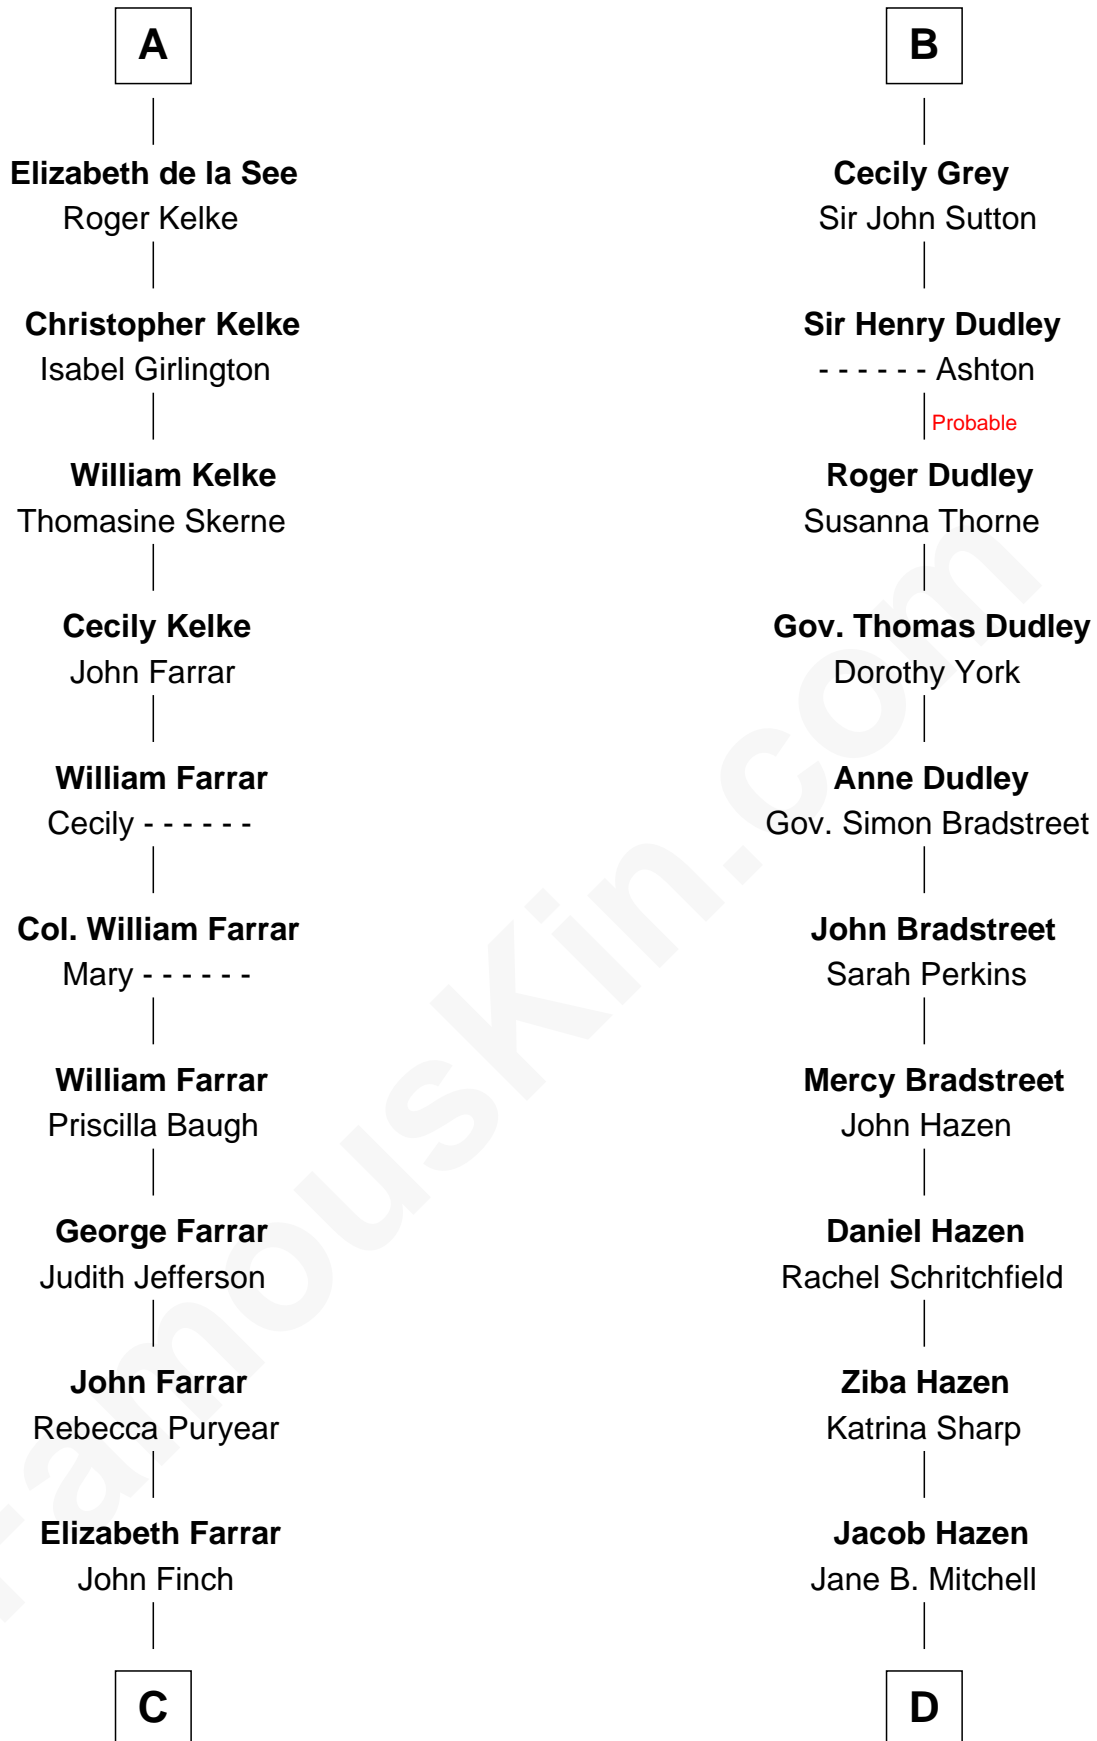 A
Elizabeth de la See
Roger Kelke
Christopher Kelke
Isabel Girlington
William Kelke
Thomasine Skerne
Cecily Kelke
John Farrar
William Farrar
Cecily - - - - - -
Col. William Farrar
Mary - - - - - -
William Farrar
Priscilla Baugh
George Farrar
Judith Jefferson
John Farrar
Rebecca Puryear
Elizabeth Farrar
John Finch
C
B
Cecily Grey
Sir John Sutton
Sir Henry Dudley
- - - - - - Ashton
Probable
Roger Dudley
Susanna Thorne
Gov. Thomas Dudley
Dorothy York
Anne Dudley
Gov. Simon Bradstreet
John Bradstreet
Sarah Perkins
Mercy Bradstreet
John Hazen
Daniel Hazen
Rachel Schritchfield
Ziba Hazen
Katrina Sharp
Jacob Hazen
Jane B. Mitchell
D
FamousKin.com